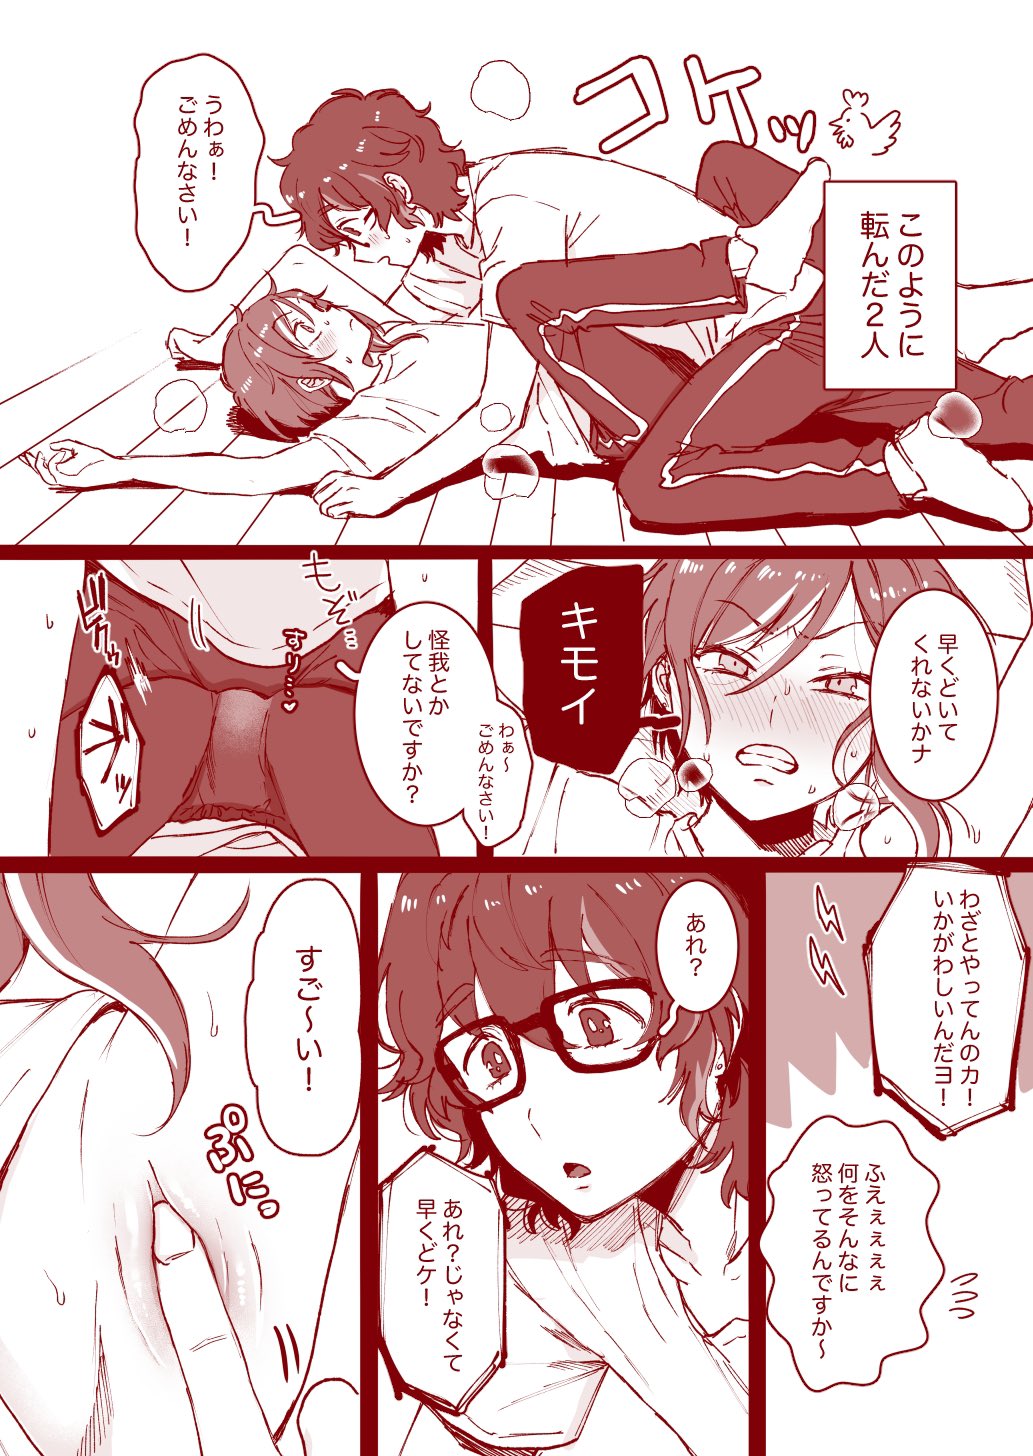 コケッ
このように
転んだ2人
うわぁ！
ごめんなさい！
早くどいて
くれないかナ
キモイ
わぁ〜
ごめんなさい！
怪我とか
してないですか？
もぞ…
すり…♥
わざとやってんのカ！
いかがわしいんだヨ！
ふえぇぇぇぇ
何をそんなに
怒ってるんですか〜
あれ？
あれ？じゃなくて
早くどケ！
すご〜い！
ぷにっ